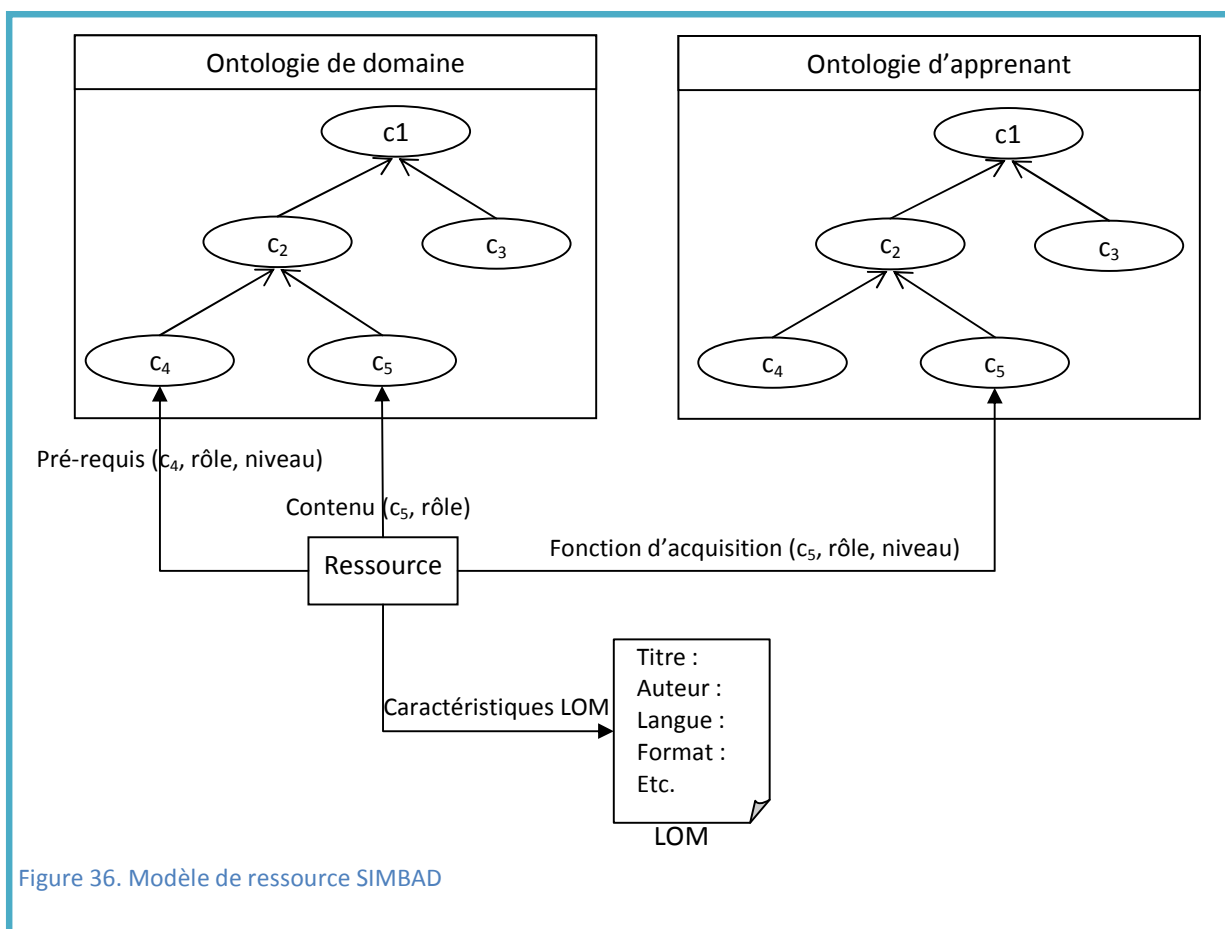 Ontologie de domaine
Ontologie d'apprenant
c1
c1
c₂
c₃
c₂
c₃
c₄
c₅
c₄
c₅
Pré-requis (c₄, rôle, niveau)
Contenu (c₅, rôle)
Fonction d'acquisition (c₅, rôle, niveau)
Ressource
Titre :
Auteur :
Caractéristiques LOM
Langue :
Format :
Etc.
LOM
Figure 36. Modèle de ressource SIMBAD